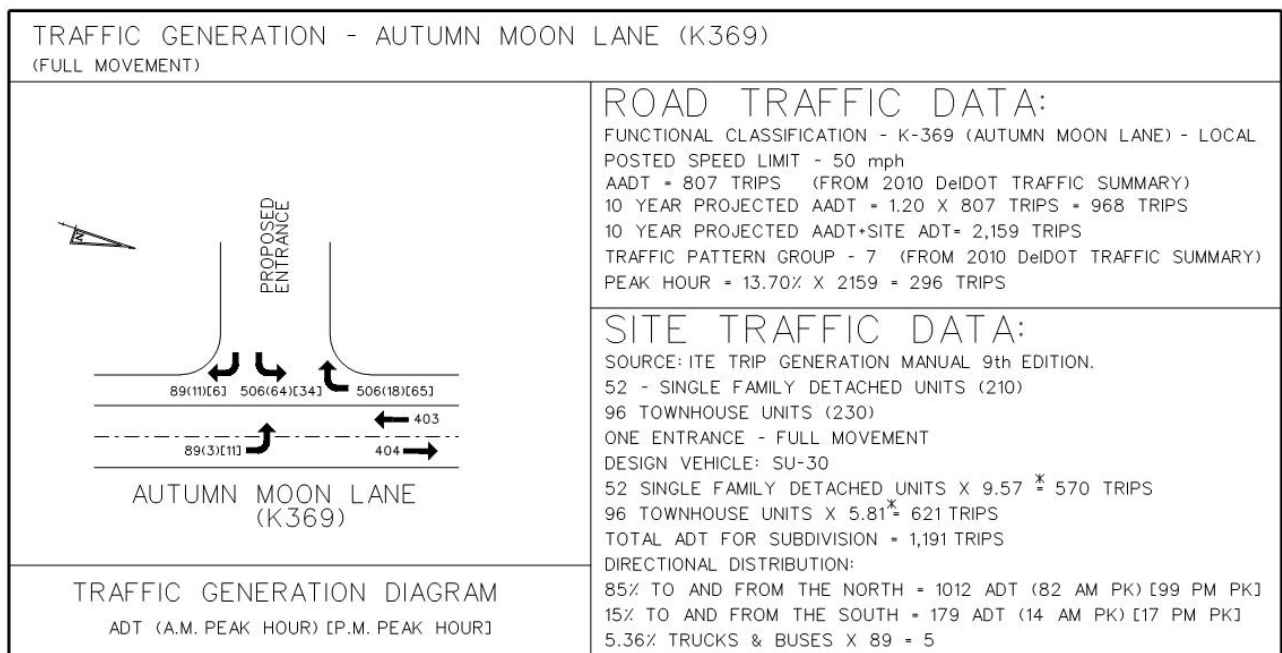 TRAFFIC GENERATION - AUTUMN MOON LANE (K369)
(FULL MOVEMENT)
N
PROPOSED
ENTRANCE
89(11)[6] 506(64)[34] 506(18)[65]
403
89(3)[11] 404
AUTUMN MOON LANE
(K369)
TRAFFIC GENERATION DIAGRAM
ADT (A.M. PEAK HOUR) [P.M. PEAK HOUR]
ROAD TRAFFIC DATA:
FUNCTIONAL CLASSIFICATION - K-369 (AUTUMN MOON LANE) - LOCAL
POSTED SPEED LIMIT - 50 mph
AADT = 807 TRIPS (FROM 2010 DelDOT TRAFFIC SUMMARY)
10 YEAR PROJECTED AADT = 1.20 X 807 TRIPS = 968 TRIPS
10 YEAR PROJECTED AADT+SITE ADT= 2,159 TRIPS
TRAFFIC PATTERN GROUP - 7 (FROM 2010 DelDOT TRAFFIC SUMMARY)
PEAK HOUR = 13.70% X 2159 = 296 TRIPS
SITE TRAFFIC DATA:
SOURCE: ITE TRIP GENERATION MANUAL 9th EDITION.
52 - SINGLE FAMILY DETACHED UNITS (210)
96 TOWNHOUSE UNITS (230)
ONE ENTRANCE - FULL MOVEMENT
DESIGN VEHICLE: SU-30
52 SINGLE FAMILY DETACHED UNITS X 9.57 * = 570 TRIPS
96 TOWNHOUSE UNITS X 5.81 * = 621 TRIPS
TOTAL ADT FOR SUBDIVISION = 1,191 TRIPS
DIRECTIONAL DISTRIBUTION:
85% TO AND FROM THE NORTH = 1012 ADT (82 AM PK) [99 PM PK]
15% TO AND FROM THE SOUTH = 179 ADT (14 AM PK) [17 PM PK]
5.36% TRUCKS & BUSES X 89 = 5